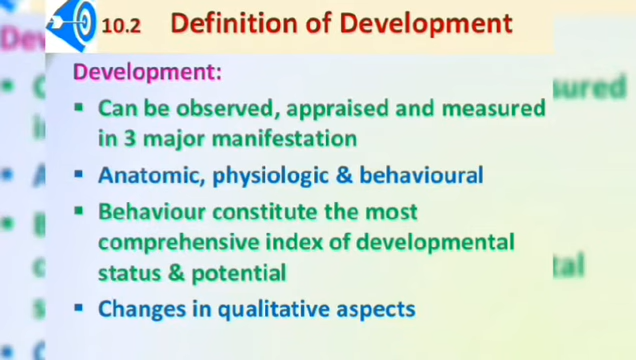 10.2 Definition of Development
Development:
▪ Can be observed, appraised and measured
in 3 major manifestation
▪ Anatomic, physiologic & behavioural
▪ Behaviour constitute the most
comprehensive index of developmental
status & potential
▪ Changes in qualitative aspects